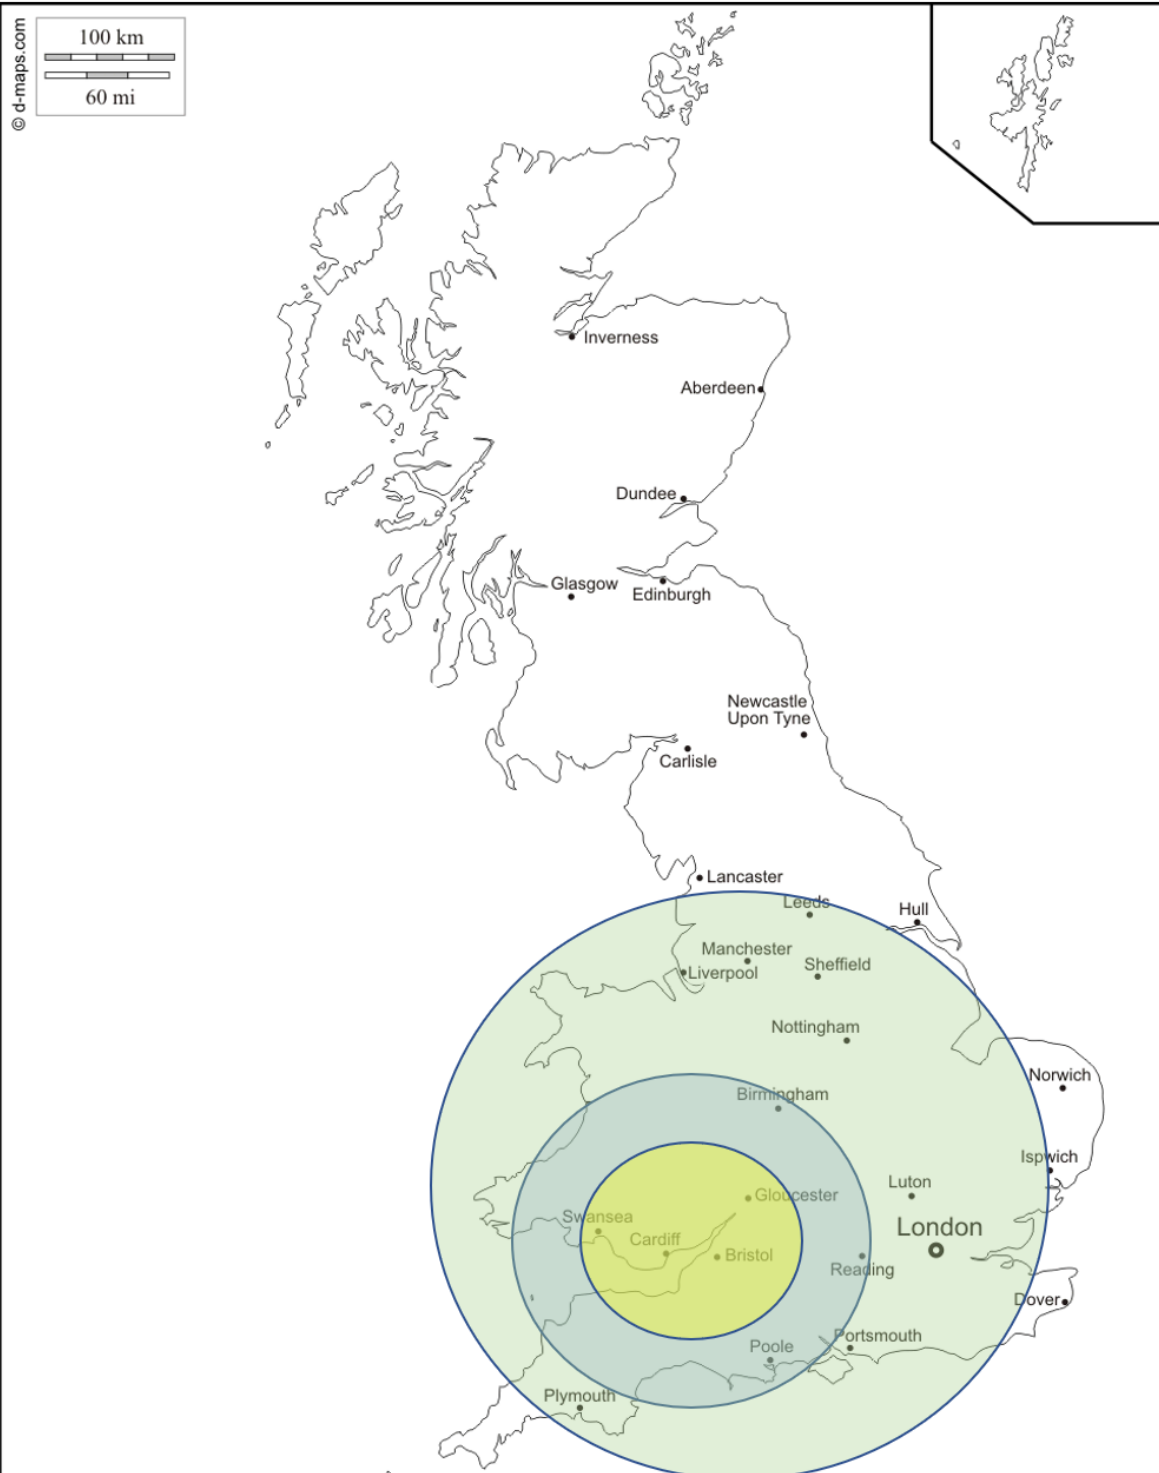 © d-maps.com
100 km
60 mi
Inverness
Aberdeen
Dundee
Glasgow
Edinburgh
Newcastle
Upon Tyne
Carlisle
Lancaster
Leeds
Hull
Manchester
Sheffield
Liverpool
Nottingham
Norwich
Birmingham
Ispwich
Luton
Gloucester
Swansea
London
Cardiff
Bristol
Reading
Dover
Portsmouth
Poole
Plymouth